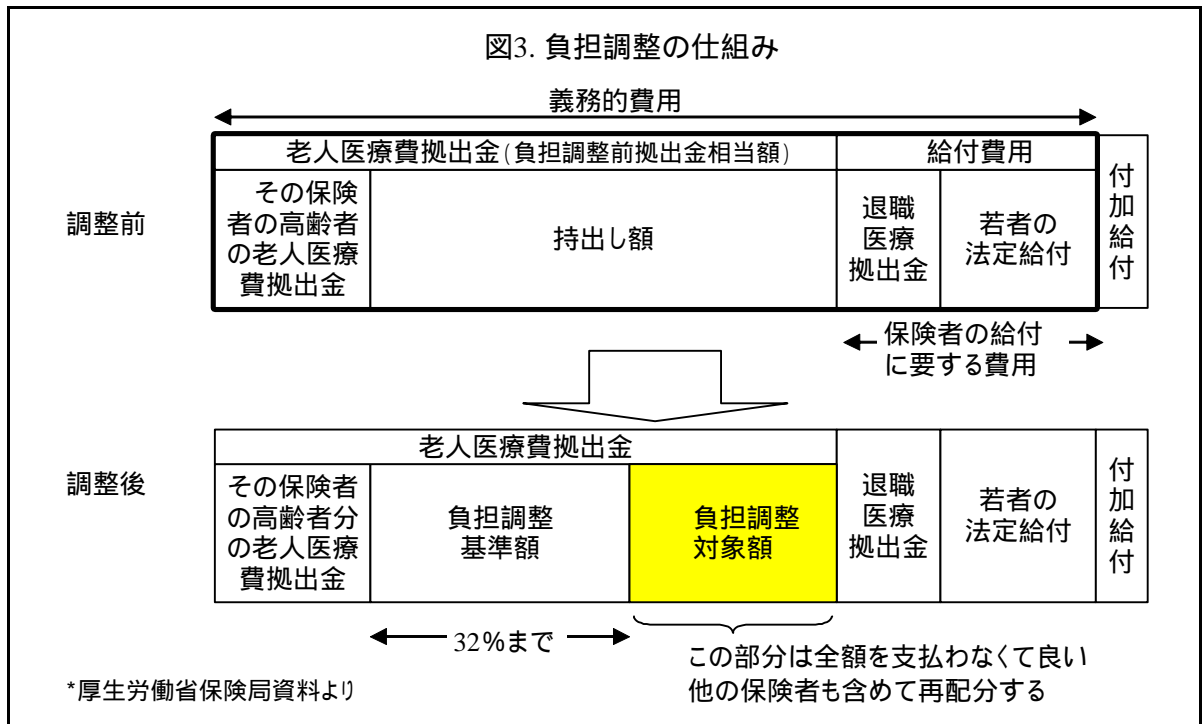 図3. 負担調整の仕組み
義務的費用
老人医療費拠出金(負担調整前拠出金相当額)
給付費用
調整前
その保険
者の高齢者
の老人医療
費拠出金
持出し額
退職
医療
拠出金
若者の
法定給付
付
加
給
付
保険者の給付
に要する費用
調整後
老人医療費拠出金
その保険者
の高齢者分
の老人医療
費拠出金
負担調整
基準額
負担調整
対象額
退職
医療
拠出金
若者の
法定給付
付
加
給
付
32%まで
この部分は全額を支払わなくて良い
他の保険者も含めて再配分する
*厚生労働省保険局資料より